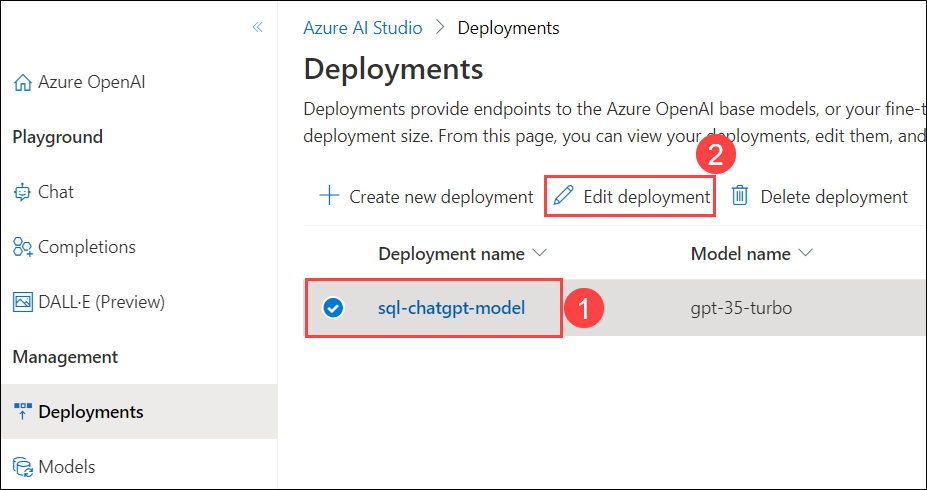 Azure AI Studio > Deployments
Deployments
Deployments provide endpoints to the Azure OpenAI base models, or your fine-t
deployment size. From this page, you can view your deployments, edit them, and
2
Create new deployment Edit deployment Delete deployment
Deployment name Model name
sql-chatgpt-model 1 gpt-35-turbo
Azure OpenAI
Playground
Chat
Completions
DALL·E (Preview)
Management
Deployments
Models